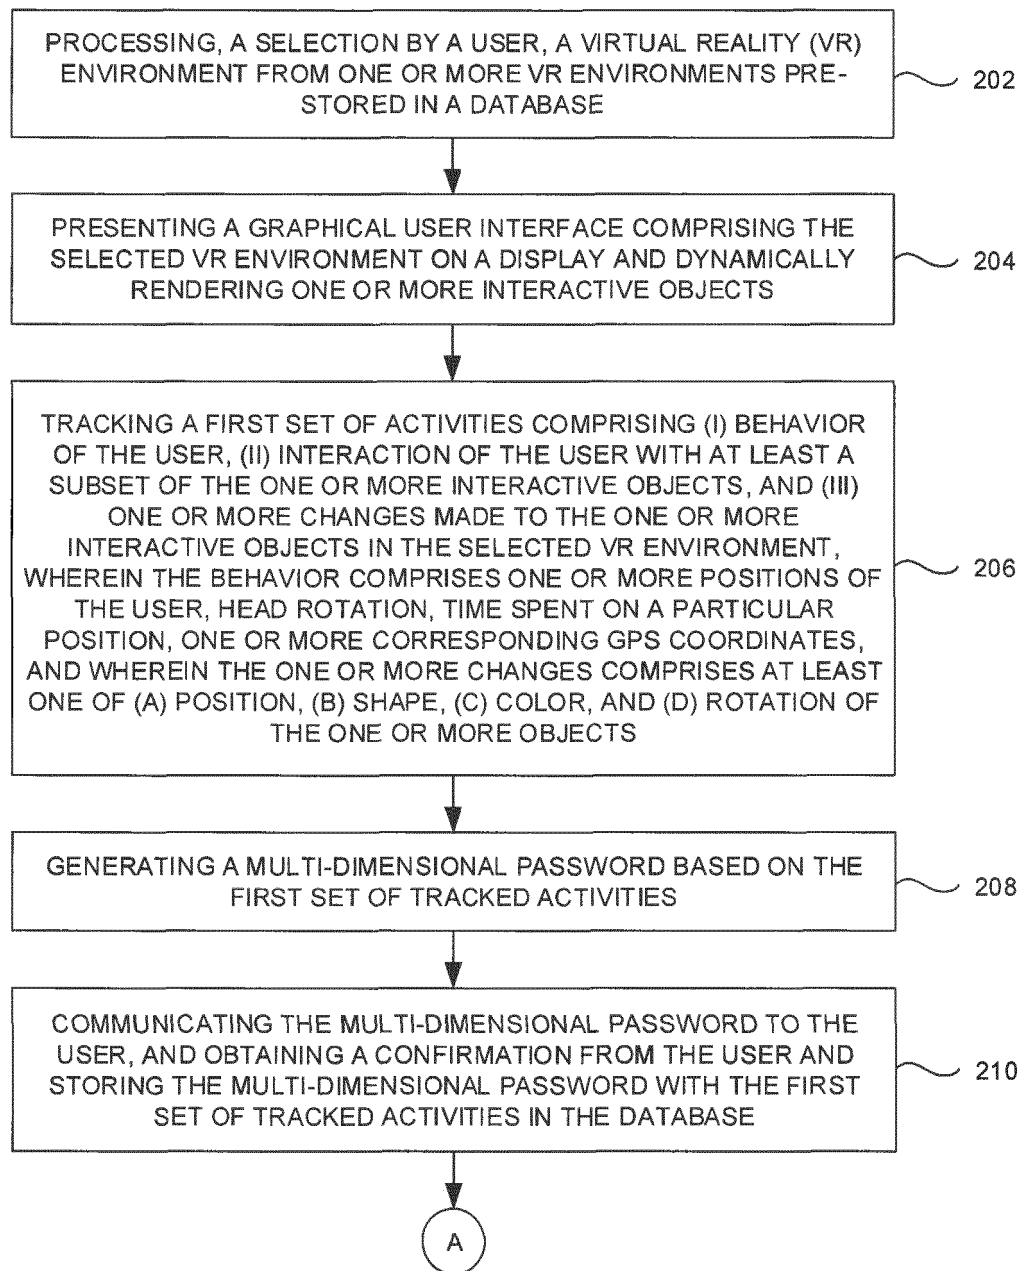 PROCESSING, A SELECTION BY A USER, A VIRTUAL REALITY (VR)
ENVIRONMENT FROM ONE OR MORE VR ENVIRONMENTS PRE-
STORED IN A DATABASE
202
PRESENTING A GRAPHICAL USER INTERFACE COMPRISING THE
SELECTED VR ENVIRONMENT ON A DISPLAY AND DYNAMICALLY
RENDERING ONE OR MORE INTERACTIVE OBJECTS
204
TRACKING A FIRST SET OF ACTIVITIES COMPRISING (I) BEHAVIOR
OF THE USER, (II) INTERACTION OF THE USER WITH AT LEAST A
SUBSET OF THE ONE OR MORE INTERACTIVE OBJECTS, AND (III)
ONE OR MORE CHANGES MADE TO THE ONE OR MORE
INTERACTIVE OBJECTS IN THE SELECTED VR ENVIRONMENT,
WHEREIN THE BEHAVIOR COMPRISES ONE OR MORE POSITIONS OF
THE USER, HEAD ROTATION, TIME SPENT ON A PARTICULAR
POSITION, ONE OR MORE CORRESPONDING GPS COORDINATES,
AND WHEREIN THE ONE OR MORE CHANGES COMPRISES AT LEAST
ONE OF (A) POSITION, (B) SHAPE, (C) COLOR, AND (D) ROTATION OF
THE ONE OR MORE OBJECTS
206
GENERATING A MULTI-DIMENSIONAL PASSWORD BASED ON THE
FIRST SET OF TRACKED ACTIVITIES
208
COMMUNICATING THE MULTI-DIMENSIONAL PASSWORD TO THE
USER, AND OBTAINING A CONFIRMATION FROM THE USER AND
STORING THE MULTI-DIMENSIONAL PASSWORD WITH THE FIRST
SET OF TRACKED ACTIVITIES IN THE DATABASE
210
A